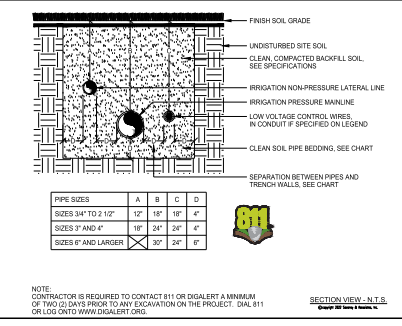 FINISH SOIL GRADE
UNDISTURBED SITE SOIL
CLEAN, COMPACTED BACKFILL SOIL,
SEE SPECIFICATIONS
IRRIGATION NON-PRESSURE LATERAL LINE
IRRIGATION PRESSURE MAINLINE
LOW VOLTAGE CONTROL WIRES,
IN CONDUIT IF SPECIFIED ON LEGEND
CLEAN SOIL PIPE BEDDING, SEE CHART
SEPARATION BETWEEN PIPES AND
TRENCH WALLS, SEE CHART
PIPE SIZES A B C D
SIZES 3/4" TO 2 1/2" 12" 18" 18" 4"
SIZES 3" AND 4" 18" 24" 24" 4"
SIZES 6" AND LARGER 30" 24" 6"
811
NOTE:
CONTRACTOR IS REQUIRED TO CONTACT 811 OR DIGALERT A MINIMUM
OF TWO (2) DAYS PRIOR TO ANY EXCAVATION ON THE PROJECT. DIAL 811
OR LOG ONTO WWW.DIGALERT.ORG.
SECTION VIEW - N.T.S.